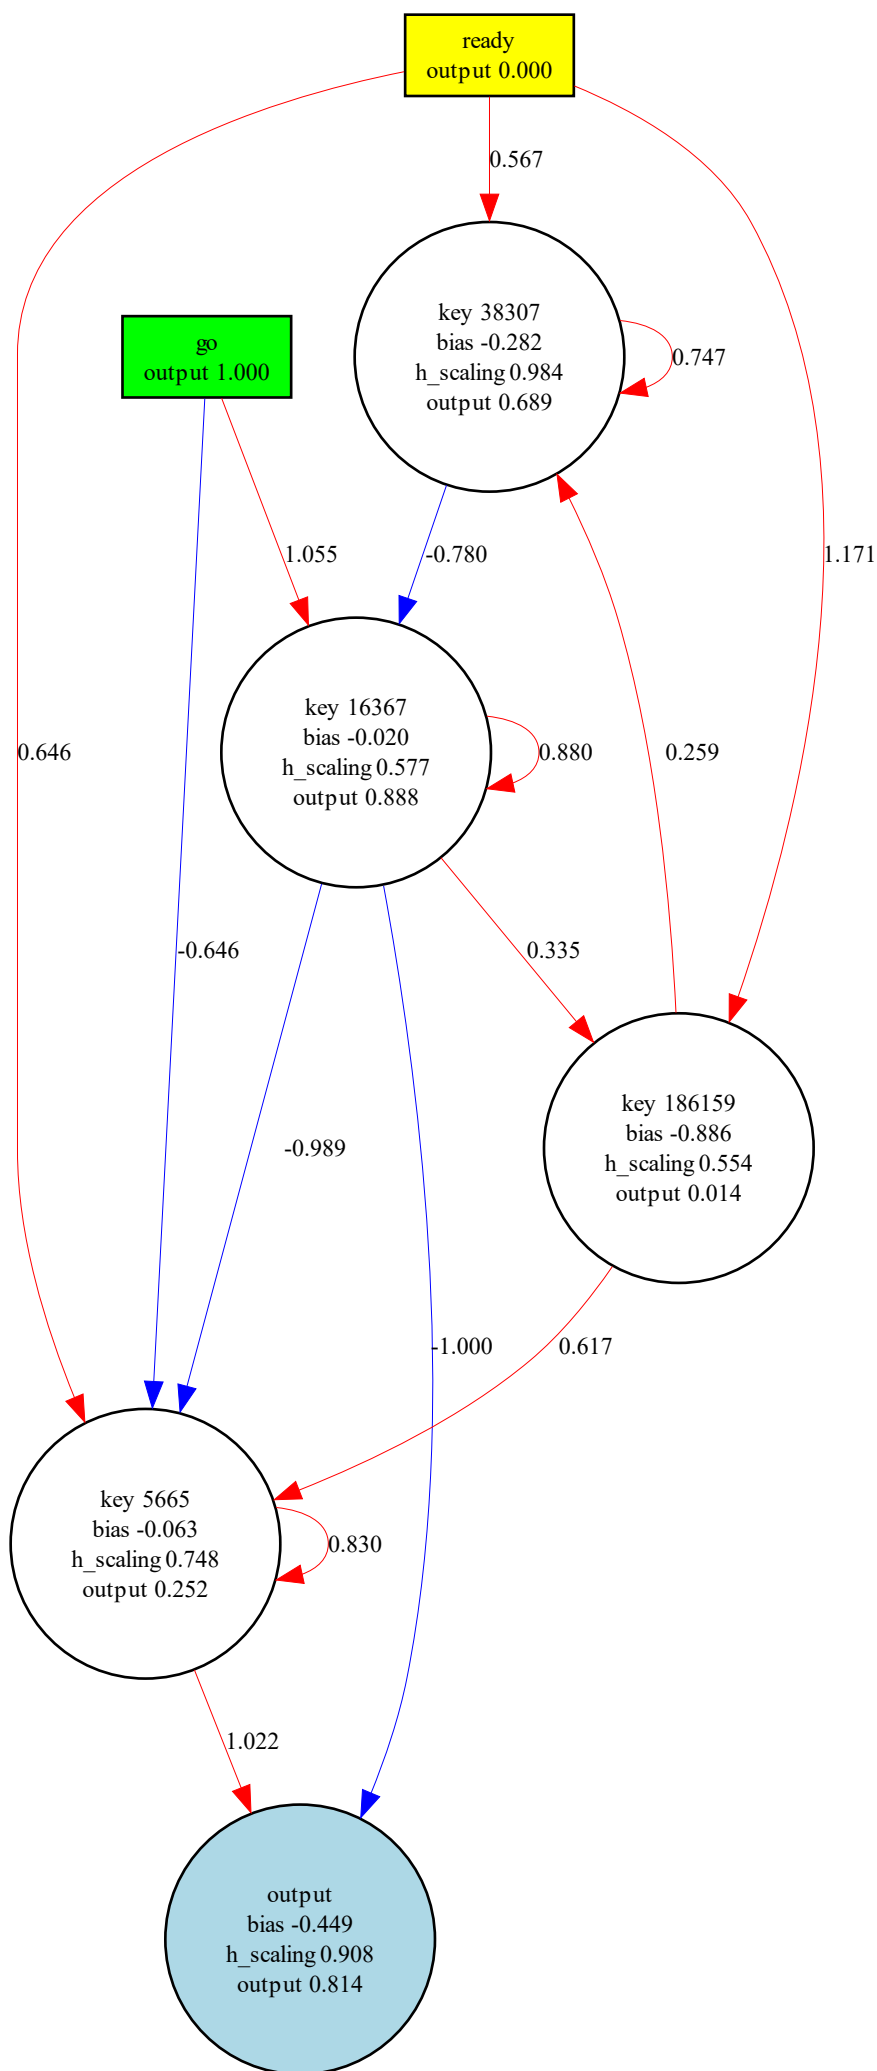 ready
output 0.000
0.567
go
output 1.000
key 38307
bias -0.282
h_scaling 0.984
output 0.689
0.747
1.055
-0.780
1.171
key 16367
bias -0.020
h_scaling 0.577
output 0.888
0.646
0.880
0.259
-0.646
0.335
key 186159
bias -0.886
h_scaling 0.554
output 0.014
-0.989
-1.000
0.617
key 5665
bias -0.063
h_scaling 0.748
output 0.252
0.830
1.022
output
bias -0.449
h_scaling 0.908
output 0.814